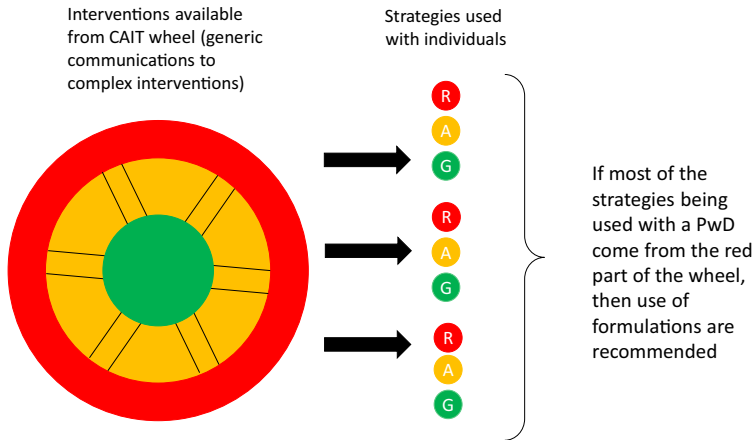 Interventions available
from CAIT wheel (generic
communications to
complex interventions)
Strategies used
with individuals
R
A
G
R
A
G
R
A
G
If most of the
strategies being
used with a PwD
come from the red
part of the wheel,
then use of
formulations are
recommended